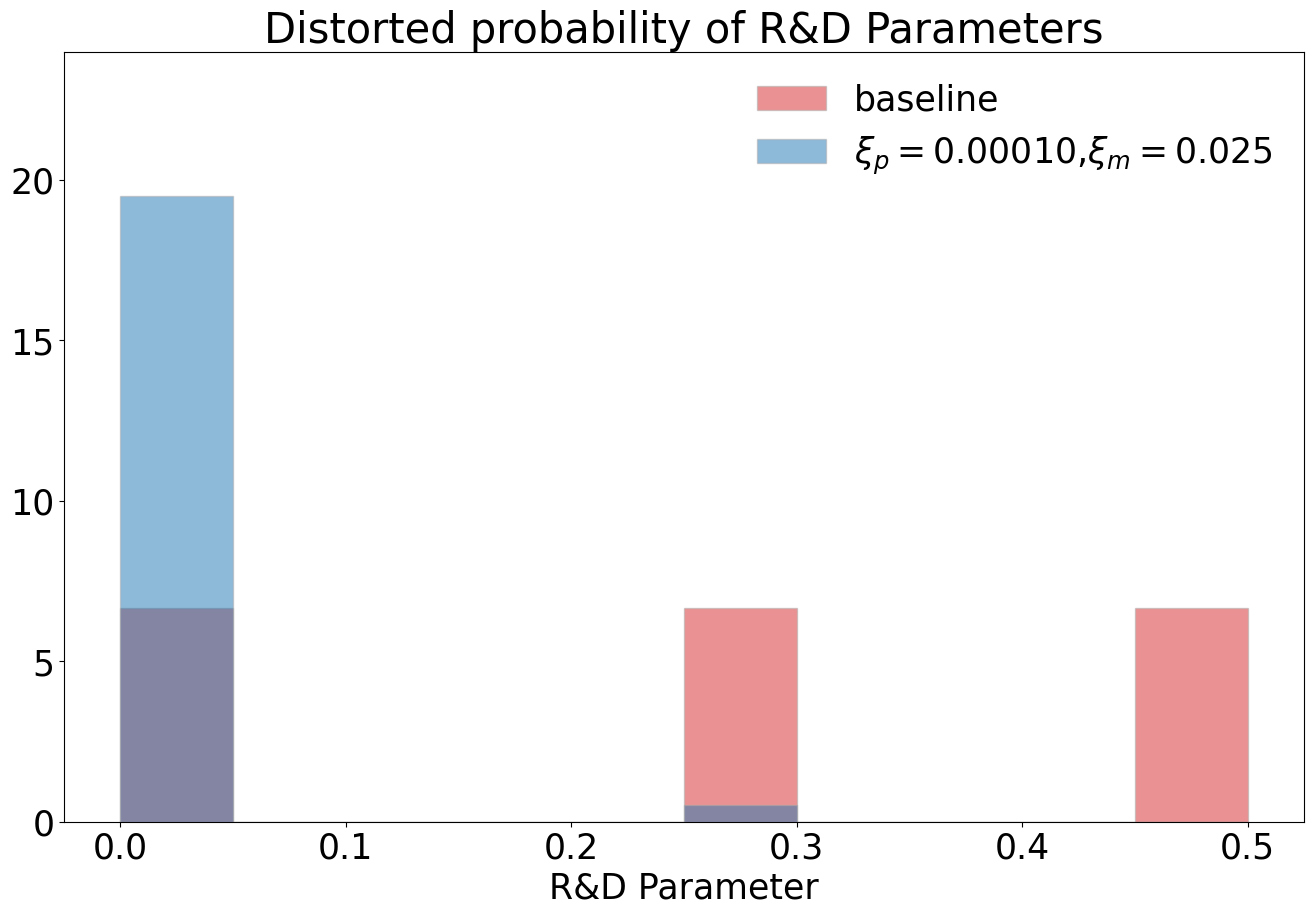 Distorted probability of R&D Parameters
baseline
ξp = 0.00010,ξm = 0.025
20
15
10
5
0
0.0 0.1 0.2 0.3 0.4 0.5
R&D Parameter